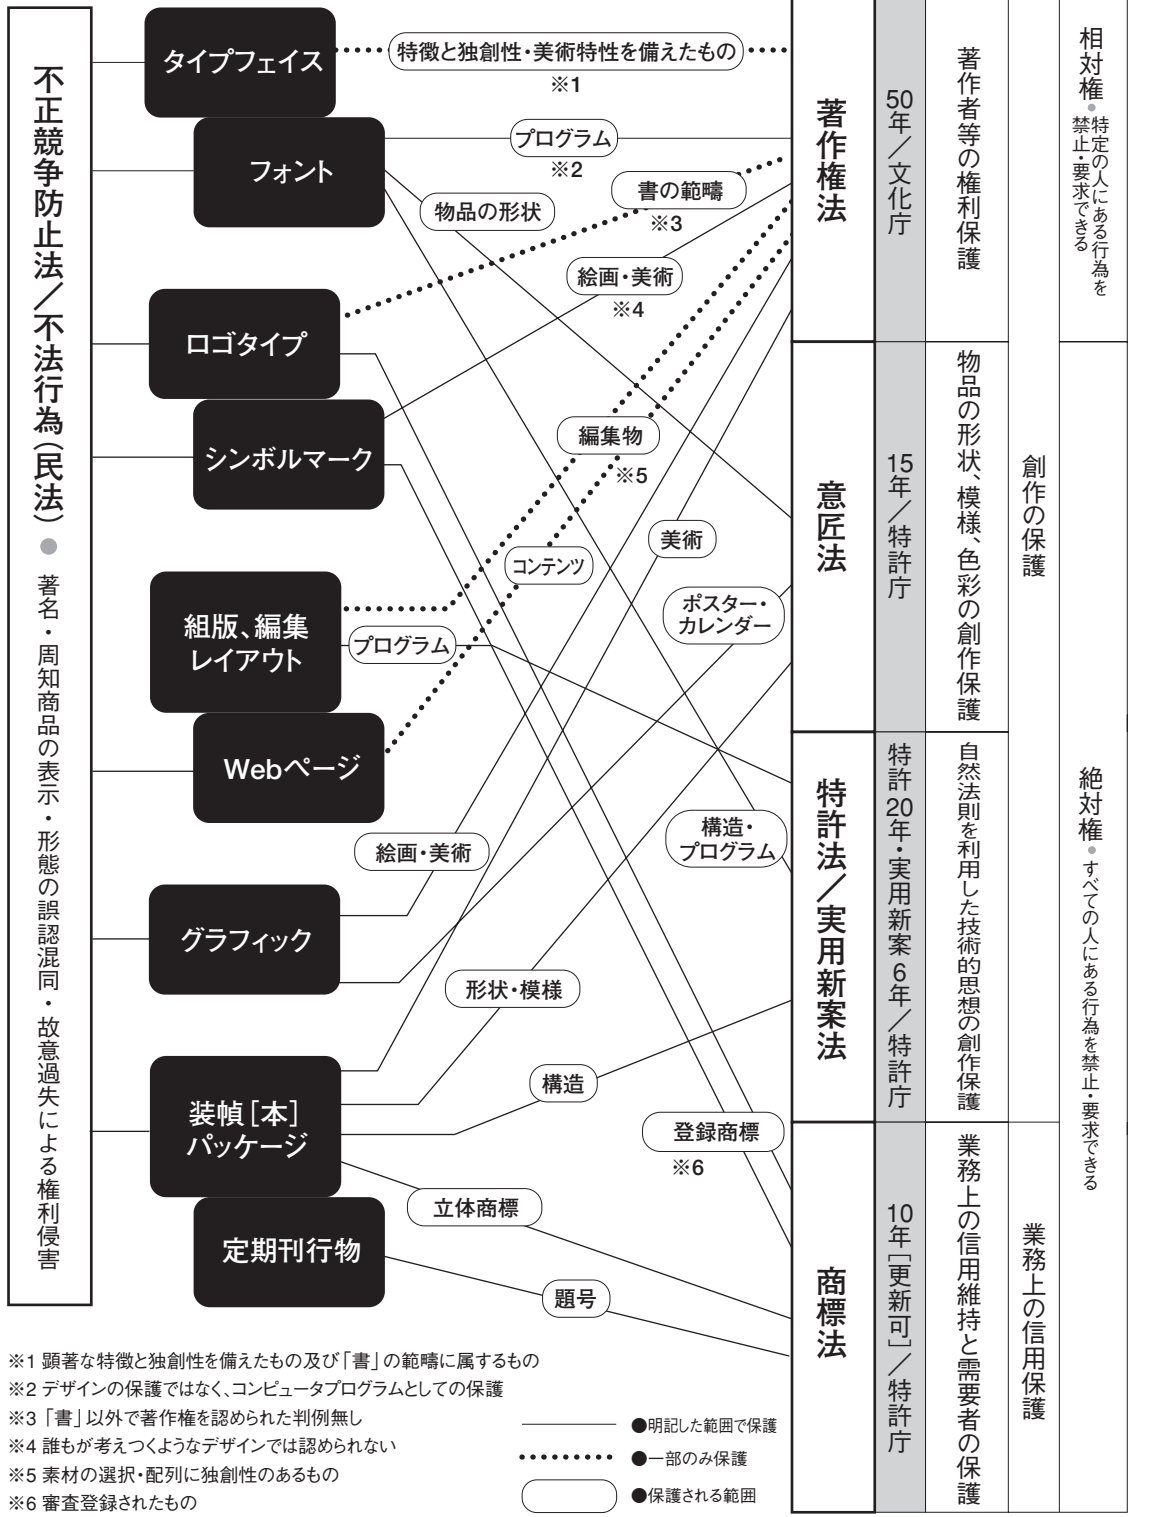 不正競争防止法／不法行為（民法）● 著名・周知商品の表示・形態の誤認混同・故意過失による権利侵害
タイプフェイス
特徴と独創性・美術特性を備えたもの
※1
フォント
プログラム
※2
物品の形状
書の範疇
※3
ロゴタイプ
絵画・美術
※4
シンボルマーク
編集物
※5
美術
コンテンツ
組版、編集
レイアウト
プログラム
ポスター・
カレンダー
Webページ
構造・
プログラム
絵画・美術
グラフィック
形状・模様
構造
装幀［本］
パッケージ
登録商標
※6
立体商標
定期刊行物
題号
著作権法
50年／文化庁
著作者等の権利保護
意匠法
15年／特許庁
物品の形状、模様、色彩の創作保護
特許法／実用新案法
特許20年・実用新案6年／特許庁
自然法則を利用した技術的思想の創作保護
商標法
10年［更新可］／特許庁
業務上の信用維持と需要者の保護
創作の保護
業務上の信用保護
相対権●特定の人にある行為を
禁止・要求できる
絶対権●すべての人にある行為を禁止・要求できる
※1 顕著な特徴と独創性を備えたもの及び「書」の範疇に属するもの
※2 デザインの保護ではなく、コンピュータプログラムとしての保護
※3 「書」以外で著作権を認められた判例無し
※4 誰もが考えつくようなデザインでは認められない
※5 素材の選択・配列に独創性のあるもの
※6 審査登録されたもの
●明記した範囲で保護
●一部のみ保護
●保護される範囲